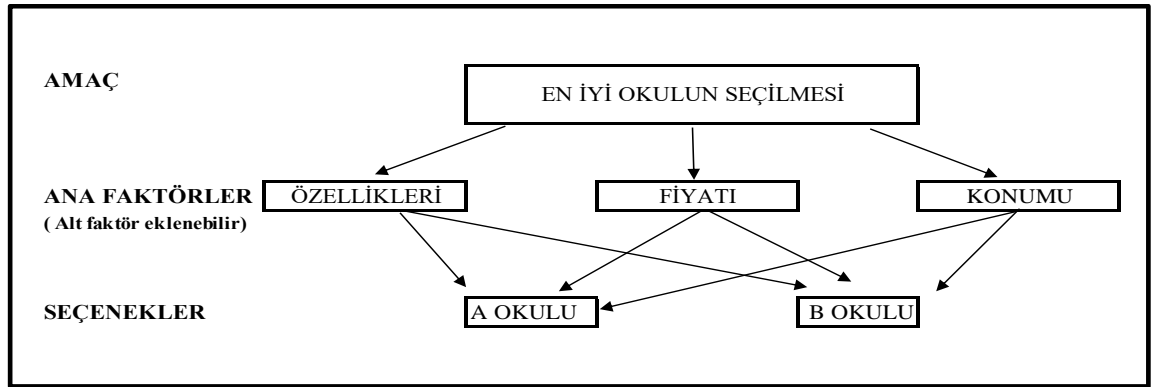 AMAÇ
EN İYİ OKULUN SEÇİLMESİ
ANA FAKTÖRLER
( Alt faktör eklenebilir)
ÖZELLİKLERİ
FİYATI
KONUMU
SEÇENEKLER
A OKULU
B OKULU